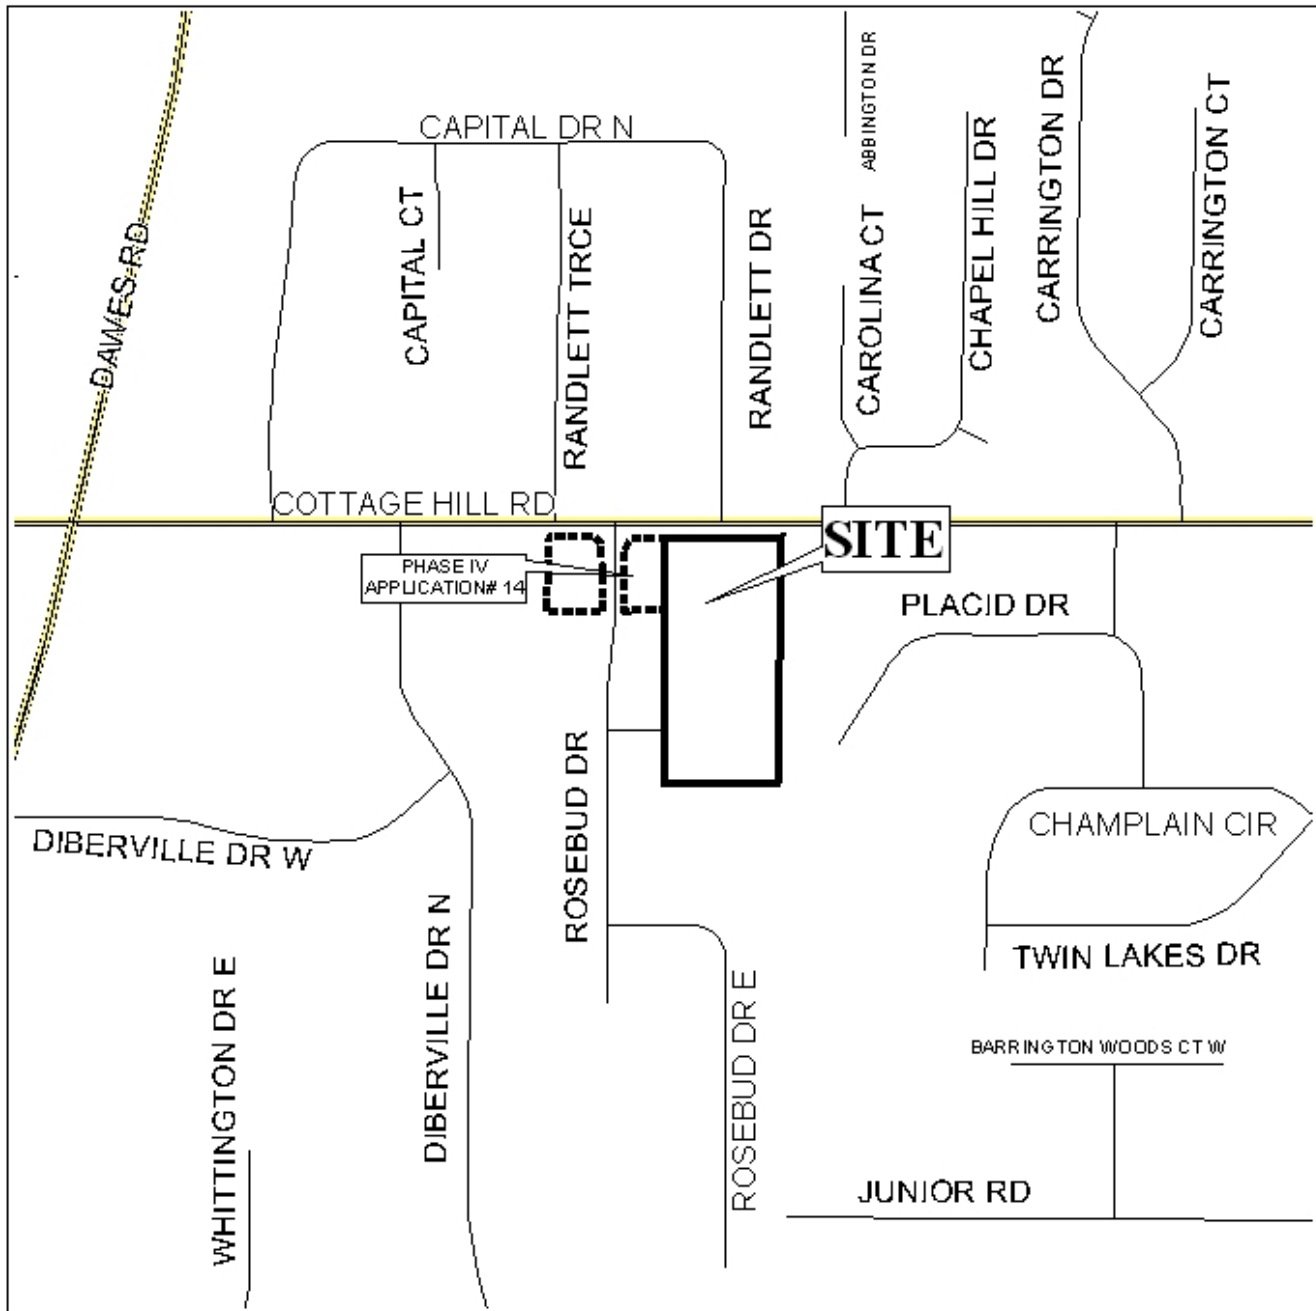 ABBINGTON DR
CARRINGTON DR
CARRINGTON CT
CAPITAL DR N
CHAPEL HILL DR
DAWES RD
CAPITAL CT
RANDLETT TRCE
RANDLETT DR
CAROLINA CT
COTTAGE HILL RD
SITE
PHASE IV
APPLICATION# 14
PLACID DR
ROSEBUD DR
DIBERVILLE DR W
CHAMPLAIN CIR
DIBERVILLE DR N
TWIN LAKES DR
WHITTINGTON DR E
ROSEBUD DR E
BARRINGTON WOODS CT W
JUNIOR RD